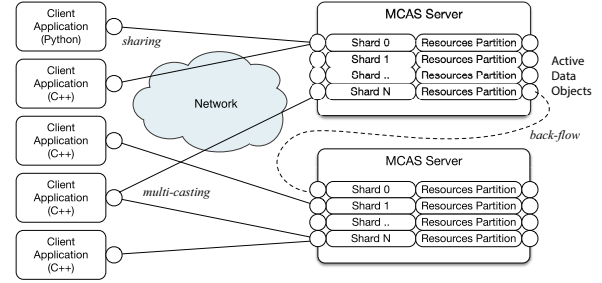 Client
Application
(Python)
Client
Application
(C++)
Client
Application
(C++)
Client
Application
(C++)
Client
Application
(C++)
sharing
Network
multi-casting
MCAS Server
Shard 0 Resources Partition
Shard 1 Resources Partition
Shard .. Resources Partition
Shard N Resources Partition
Active
Data
Objects
back-flow
MCAS Server
Shard 0 Resources Partition
Shard 1 Resources Partition
Shard .. Resources Partition
Shard N Resources Partition